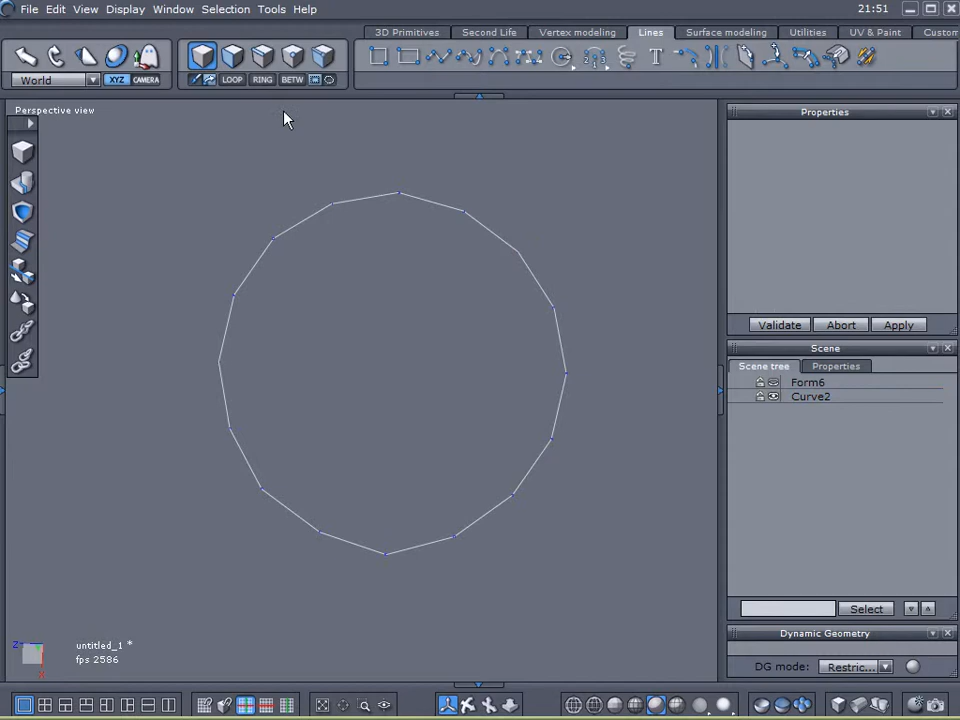 File Edit View Display Window Selection Tools Help 21:51
3D Primitives Second Life Vertex modeling Lines Surface modeling Utilities UV & Paint Custom
World XYZ CAMERA LOOP RING BETW
Perspective view
Properties
Validate Abort Apply
Scene
Scene tree Properties
Form6
Curve2
Select
Dynamic Geometry
DG mode: Restric...
Z
X
untitled_1 *
fps 2586